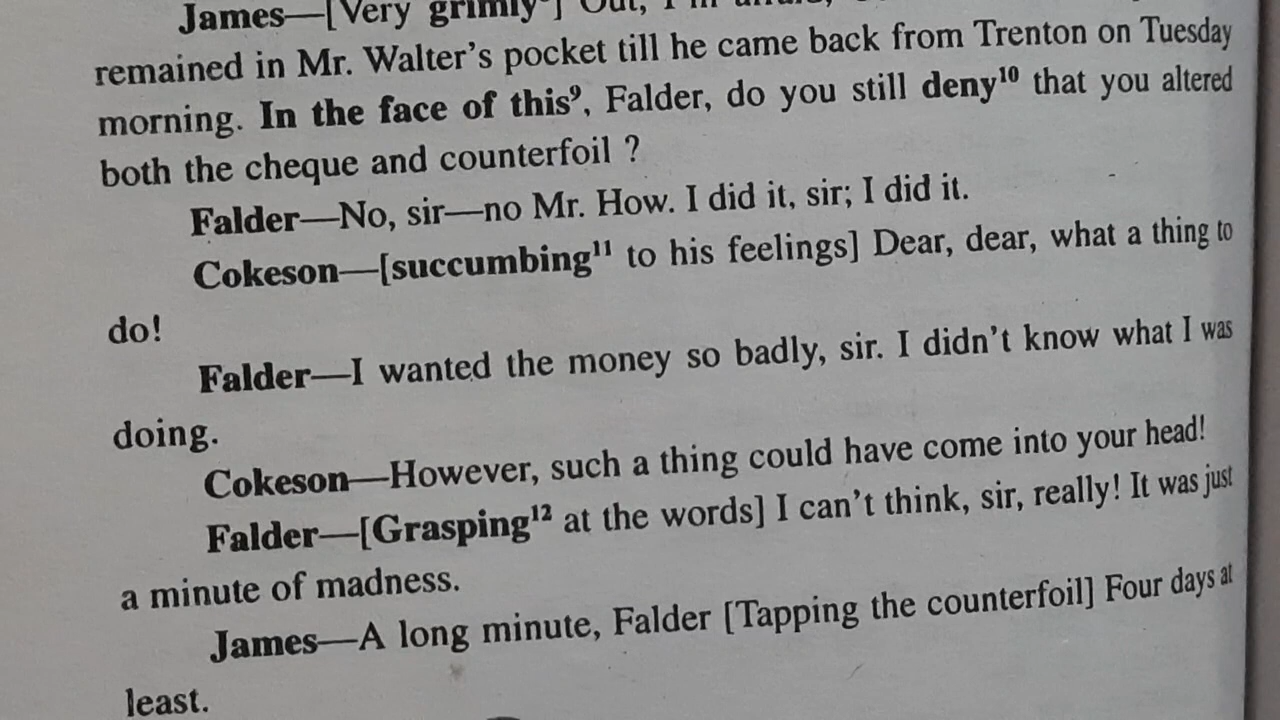 James—[Very grimly
remained in Mr. Walter's pocket till he came back from Trenton on Tuesday
morning. In the face of this⁹, Falder, do you still deny¹⁰ that you altered
both the cheque and counterfoil ?
Falder—No, sir—no Mr. How. I did it, sir; I did it.
Cokeson—[succumbing¹¹ to his feelings] Dear, dear, what a thing to
do!
Falder—I wanted the money so badly, sir. I didn't know what I was
doing.
Cokeson—However, such a thing could have come into your head!
Falder—[Grasping¹² at the words] I can't think, sir, really! It was just
a minute of madness.
James—A long minute, Falder [Tapping the counterfoil] Four days at
least.